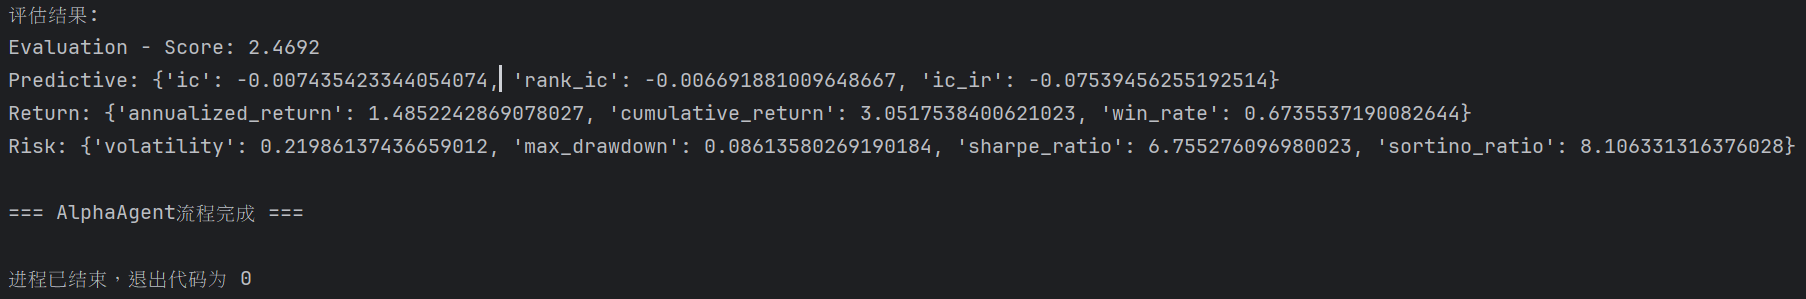 评估结果:
Evaluation - Score: 2.4692
Predictive: {'ic': -0.007435423344054074, 'rank_ic': -0.006691881009648667, 'ic_ir': -0.07539456255192514}
Return: {'annualized_return': 1.4852242869078027, 'cumulative_return': 3.0517538400621023, 'win_rate': 0.6735537190082644}
Risk: {'volatility': 0.21986137436659012, 'max_drawdown': 0.08613580269190184, 'sharpe_ratio': 6.755276096980023, 'sortino_ratio': 8.106331316376028}
=== AlphaAgent流程完成 ===
进程已结束，退出代码为 0